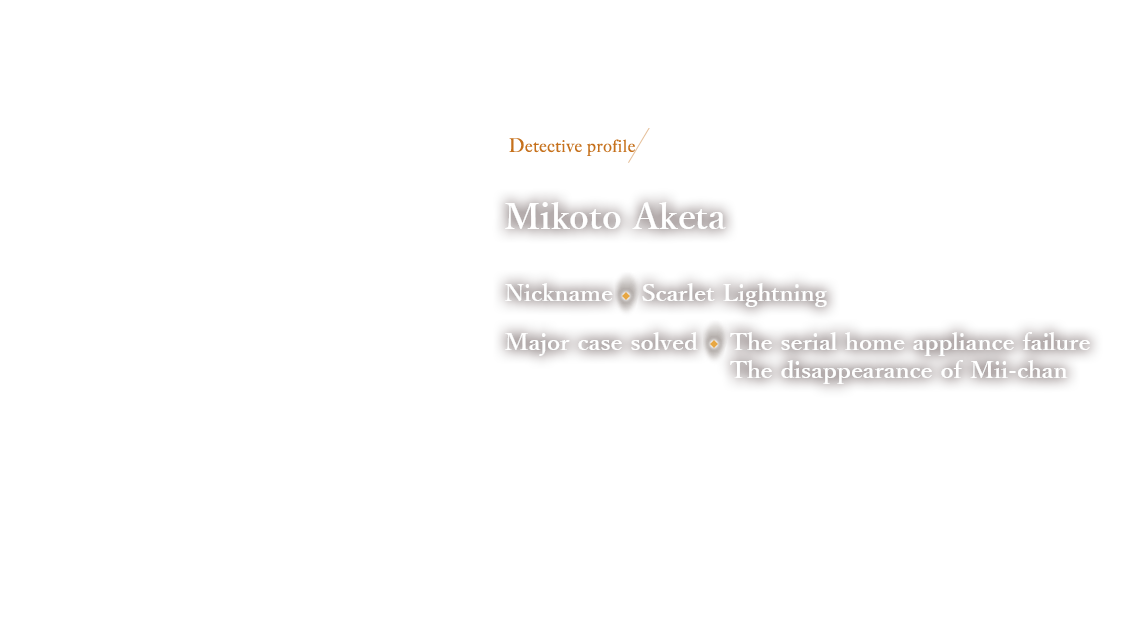 Detective profile
Mikoto Aketa
Nickname Scarlet Lightning
Major case solved The serial home appliance failure
The disappearance of Mii-chan